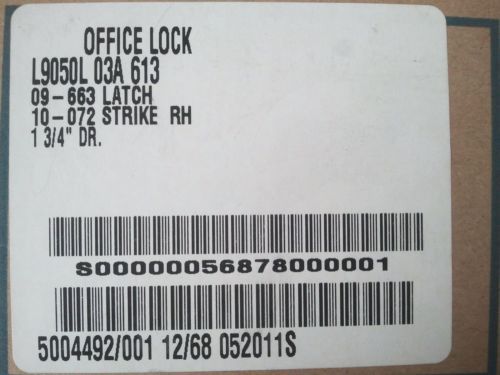 OFFICE LOCK
L9050L 03A 613
09-663 LATCH
10-072 STRIKE RH
1 3/4" DR.
S00000056878000001
5004492/001 12/68 052011S